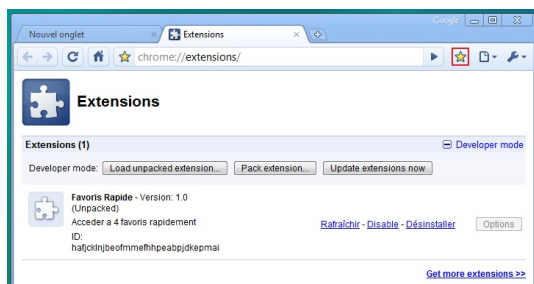 Google
Nouvel onglet
Extensions
chrome://extensions/
Extensions
Extensions (1)
Developer mode
Developer mode: Load unpacked extension... Pack extension... Update extensions now
Favoris Rapide - Version: 1.0
(Unpacked)
Acceder a 4 favoris rapidement
Rafraîchir - Disable - Désinstaller
Options
ID:
hafjcklnjbeofmmefhhpeabpjdkepmai
Get more extensions >>